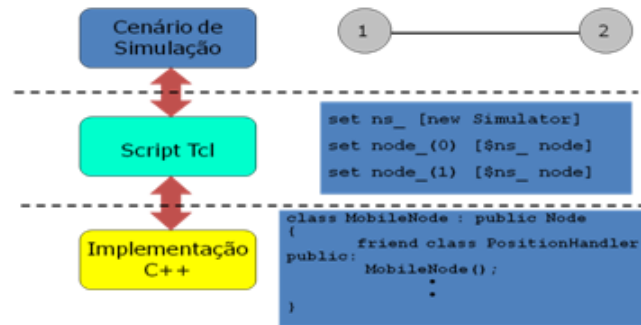 Cenário de
Simulação
1
2
Script Tcl
set ns_ [new Simulator]
set node_(0) [$ns_ node]
set node_(1) [$ns_ node]
Implementação
C++
class MobileNode : public Node
{
friend class PositionHandler
public:
MobileNode();
•
•
}